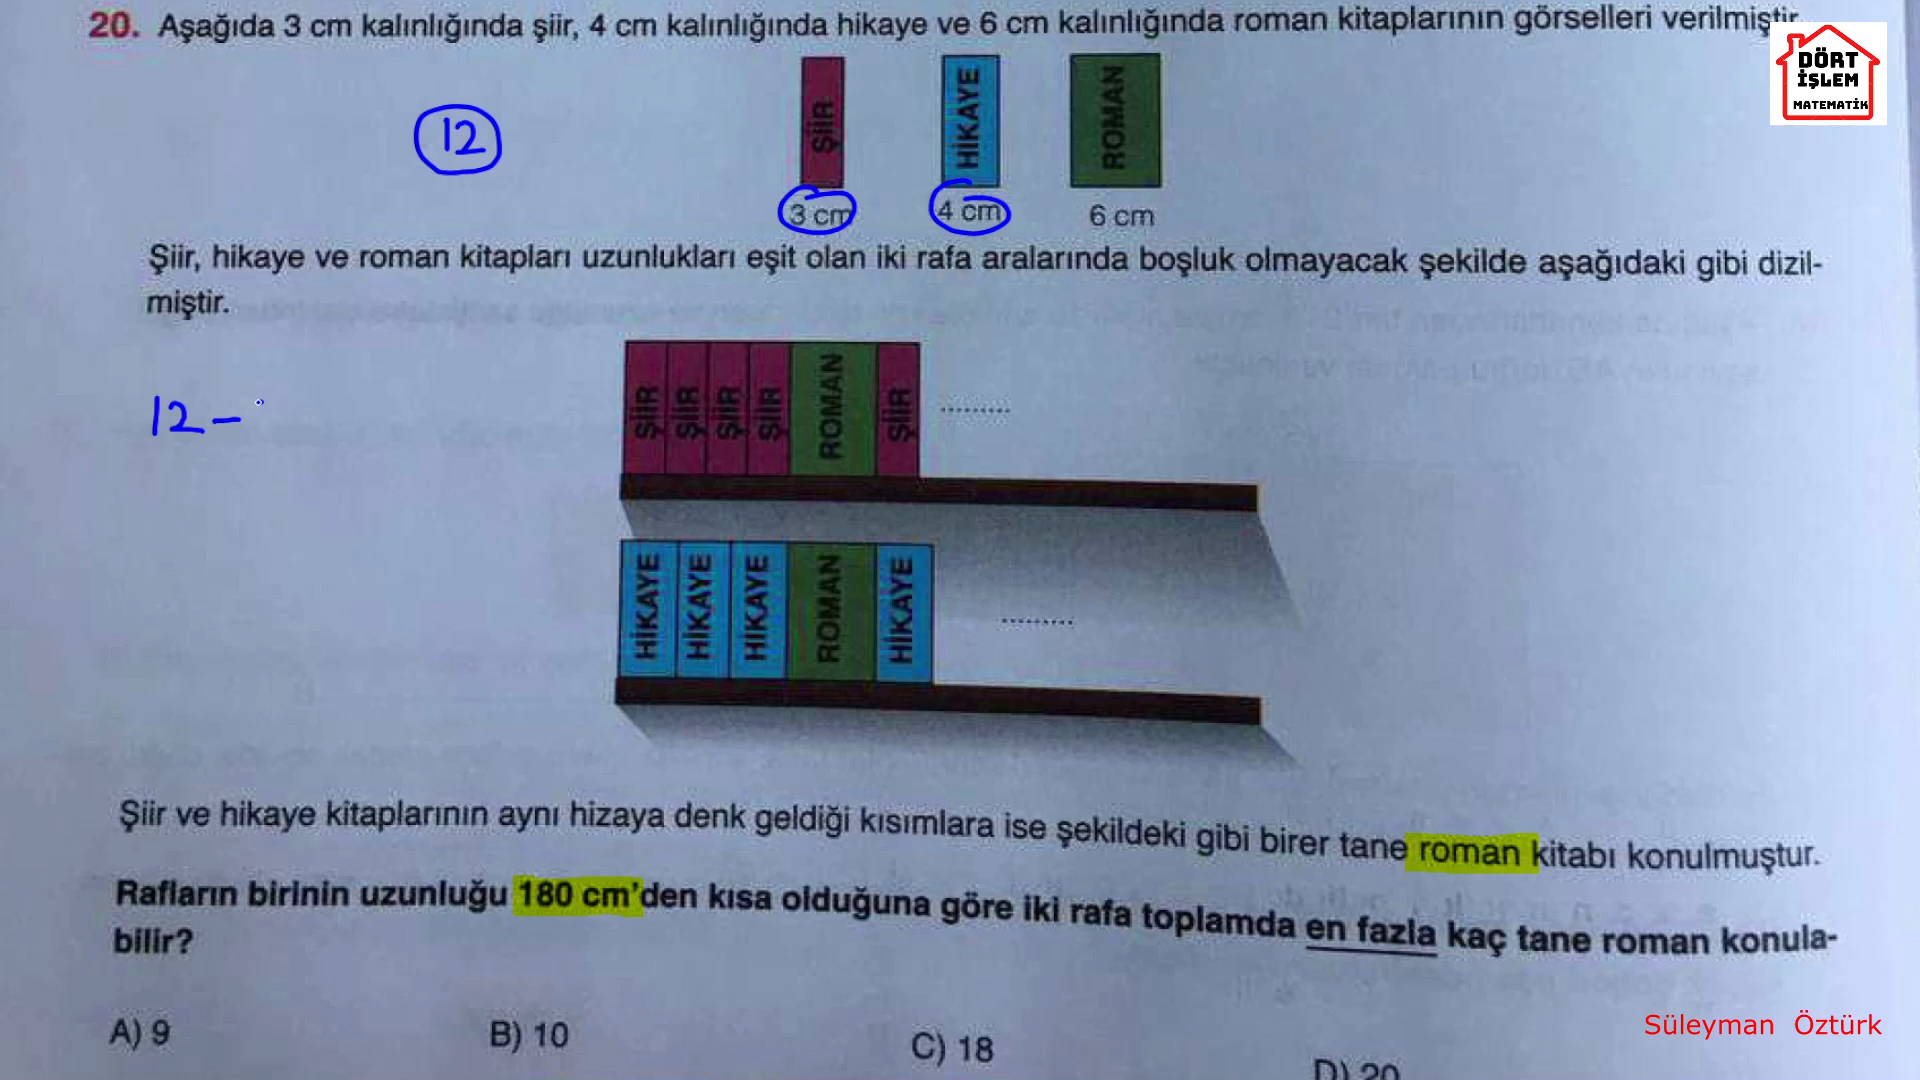 20. Aşağıda 3 cm kalınlığında şiir, 4 cm kalınlığında hikaye ve 6 cm kalınlığında roman kitaplarının görselleri verilmiştir.
DÖRT
İŞLEM
MATEMATİK
12
ŞİİR
HİKAYE
ROMAN
3 cm
4 cm
6 cm
Şiir, hikaye ve roman kitapları uzunlukları eşit olan iki rafa aralarında boşluk olmayacak şekilde aşağıdaki gibi dizil-
miştir.
12 –
ŞİİR ŞİİR ŞİİR ŞİİR ROMAN ŞİİR ..........
HİKAYE HİKAYE HİKAYE ROMAN HİKAYE ..........
Şiir ve hikaye kitaplarının aynı hizaya denk geldiği kısımlara ise şekildeki gibi birer tane roman kitabı konulmuştur.
Rafların birinin uzunluğu 180 cm'den kısa olduğuna göre iki rafa toplamda en fazla kaç tane roman konula-
bilir?
A) 9
B) 10
C) 18
D) 20
Süleyman Öztürk